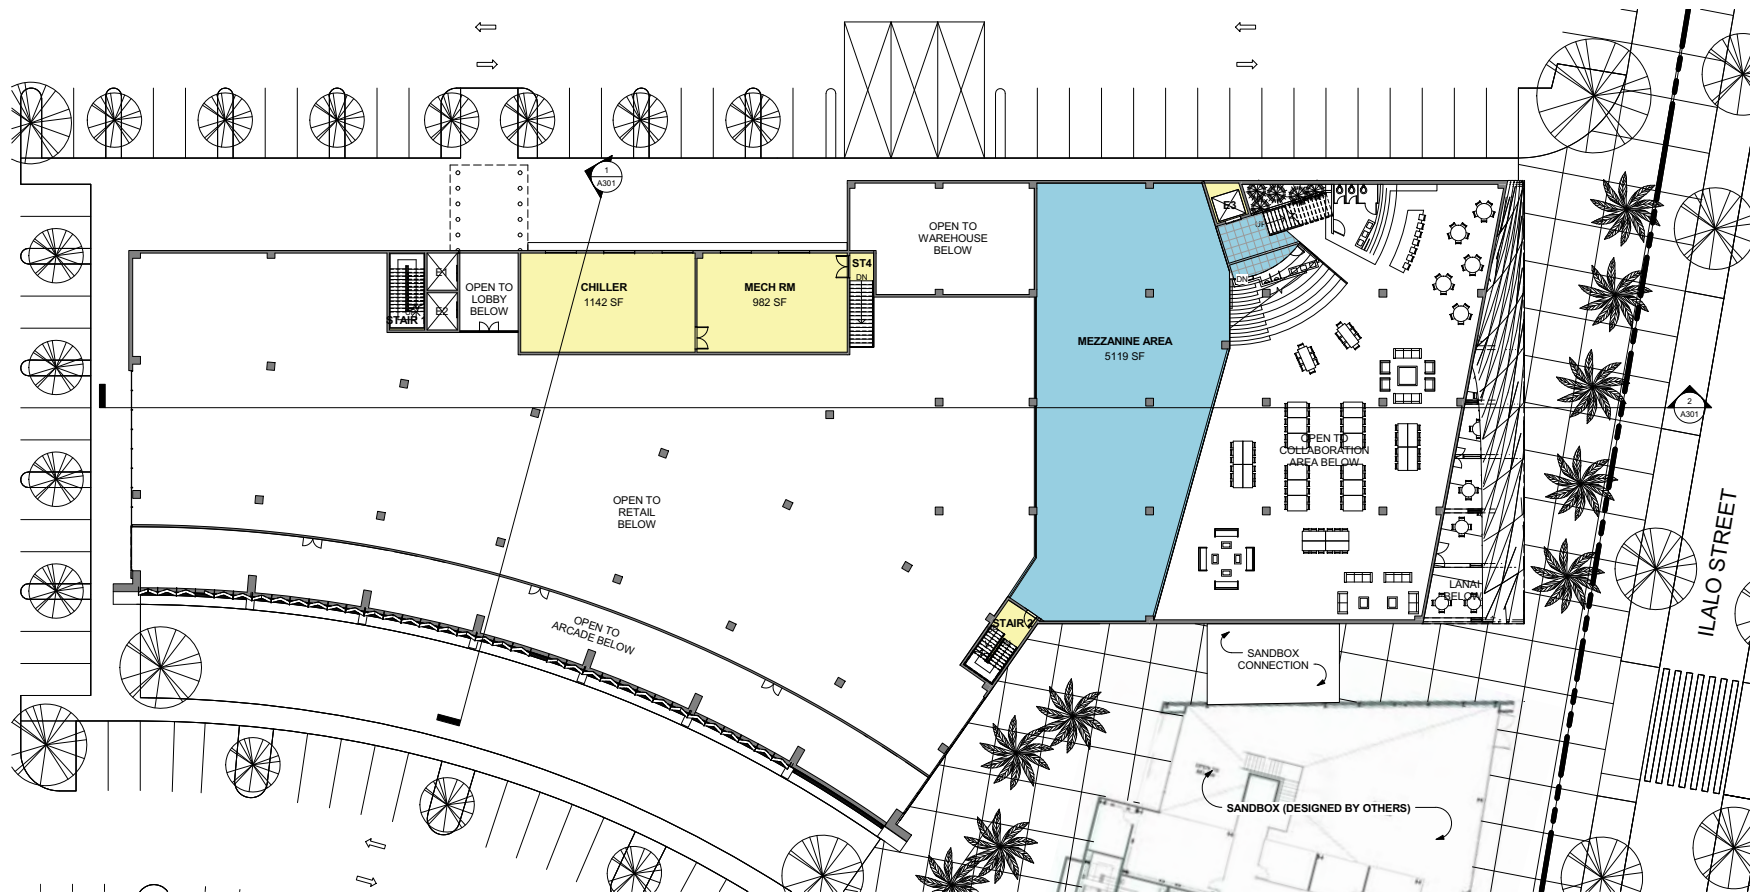 1
A301
OPEN TO
WAREHOUSE
BELOW
E3
UP
ST4
DN
E1
E2
OPEN TO
LOBBY
BELOW
STAIR
CHILLER
1142 SF
MECH RM
982 SF
DN
MEZZANINE AREA
5119 SF
2
A301
OPEN TO
COLLABORATION
AREA BELOW
OPEN TO
RETAIL
BELOW
ILALO STREET
LANAI
BELOW
STAIR 2
OPEN TO
ARCADE BELOW
SANDBOX
CONNECTION
SANDBOX (DESIGNED BY OTHERS)